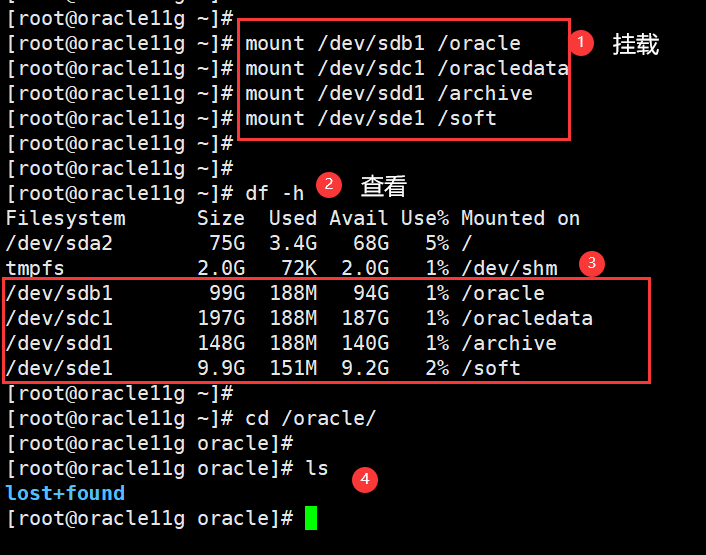 [root@oracle11g ~]#
[root@oracle11g ~]# mount /dev/sdb1 /oracle 1 挂载
[root@oracle11g ~]# mount /dev/sdc1 /oracledata
[root@oracle11g ~]# mount /dev/sdd1 /archive
[root@oracle11g ~]# mount /dev/sde1 /soft
[root@oracle11g ~]#
[root@oracle11g ~]#
[root@oracle11g ~]# df -h 2 查看
Filesystem Size Used Avail Use% Mounted on
/dev/sda2 75G 3.4G 68G 5% /
tmpfs 2.0G 72K 2.0G 1% /dev/shm 3
/dev/sdb1 99G 188M 94G 1% /oracle
/dev/sdc1 197G 188M 187G 1% /oracledata
/dev/sdd1 148G 188M 140G 1% /archive
/dev/sde1 9.9G 151M 9.2G 2% /soft
[root@oracle11g ~]#
[root@oracle11g ~]# cd /oracle/
[root@oracle11g oracle]#
[root@oracle11g oracle]# ls 4
lost+found
[root@oracle11g oracle]#